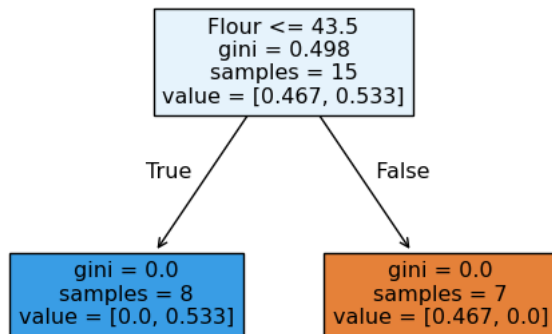 Flour <= 43.5
gini = 0.498
samples = 15
value = [0.467, 0.533]
True
False
gini = 0.0
samples = 8
value = [0.0, 0.533]
gini = 0.0
samples = 7
value = [0.467, 0.0]